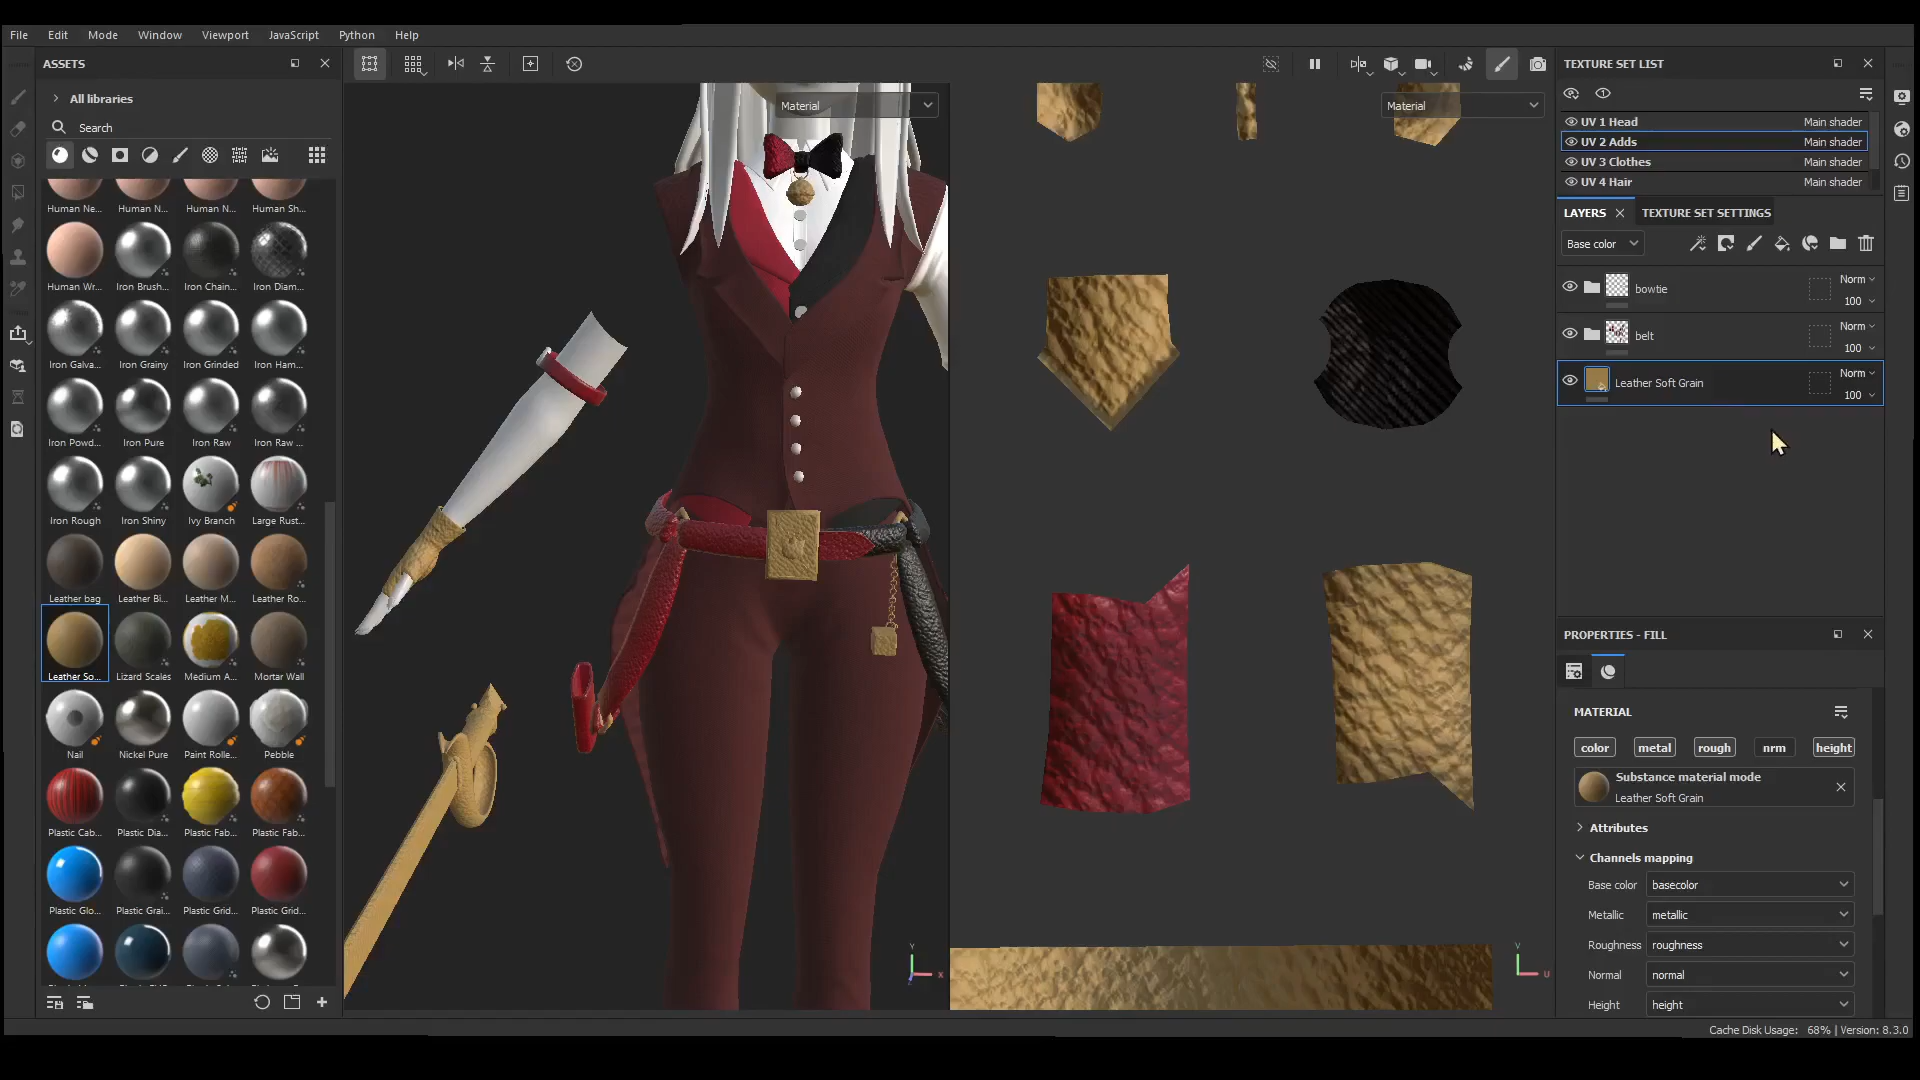 File Edit Mode Window Viewport JavaScript Python Help
ASSETS
All libraries
Search
Human Ne... Human N... Human N... Human Sh...
Human Wr... Iron Brush... Iron Chain... Iron Diam...
Iron Galva... Iron Grainy Iron Grinded Iron Ham...
Iron Powd... Iron Pure Iron Raw Iron Raw ...
Iron Rough Iron Shiny Ivy Branch Large Rust...
Leather bag Leather Bi... Leather M... Leather Ro...
Leather So... Lizard Scales Medium A... Mortar Wall
Nail Nickel Pure Paint Rolle... Pebble
Plastic Cab... Plastic Dia... Plastic Fab... Plastic Fab...
Plastic Glo... Plastic Grai... Plastic Grid... Plastic Grid...
Material
Y
X
Material
V
U
TEXTURE SET LIST
UV 1 Head Main shader
UV 2 Adds Main shader
UV 3 Clothes Main shader
UV 4 Hair Main shader
LAYERS TEXTURE SET SETTINGS
Base color
bowtie Norm
100
belt Norm
100
Leather Soft Grain Norm
100
PROPERTIES - FILL
MATERIAL
color metal rough nrm height
Substance material mode
Leather Soft Grain
Attributes
Channels mapping
Base color basecolor
Metallic metallic
Roughness roughness
Normal normal
Height height
Cache Disk Usage: 68% | Version: 8.3.0